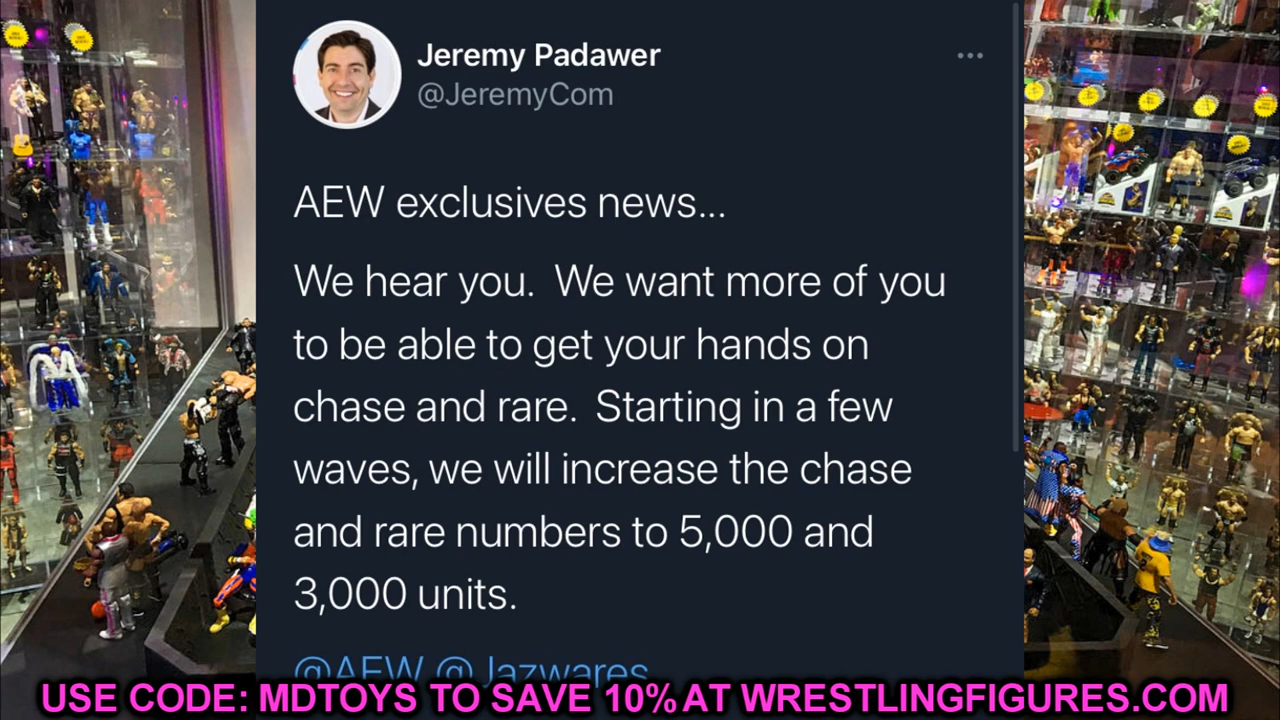 Jeremy Padawer
@JeremyCom
AEW exclusives news...
We hear you. We want more of you
to be able to get your hands on
chase and rare. Starting in a few
waves, we will increase the chase
and rare numbers to 5,000 and
3,000 units.
@AEW @Jazwares
USE CODE: MDTOYS TO SAVE 10% AT WRESTLINGFIGURES.COM